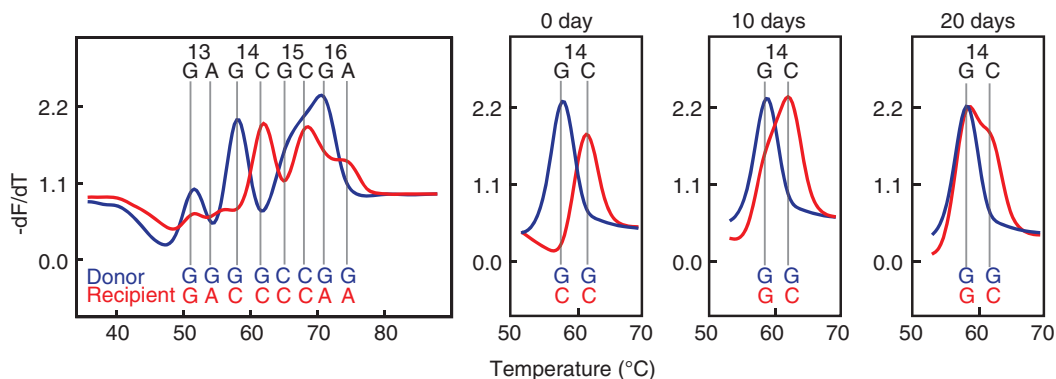 0 day
10 days
20 days
13 14 15 16
G A G C G C G A
14
G C
14
G C
14
G C
-dF/dT
2.2
1.1
0.0
2.2
1.1
0.0
2.2
1.1
0.0
2.2
1.1
0.0
Donor G G G G C C G G
Recipient G A C C C C A A
G G
C C
G G
G C
G G
G C
40 50 60 70 80
50 60 70
50 60 70
50 60 70
Temperature (°C)